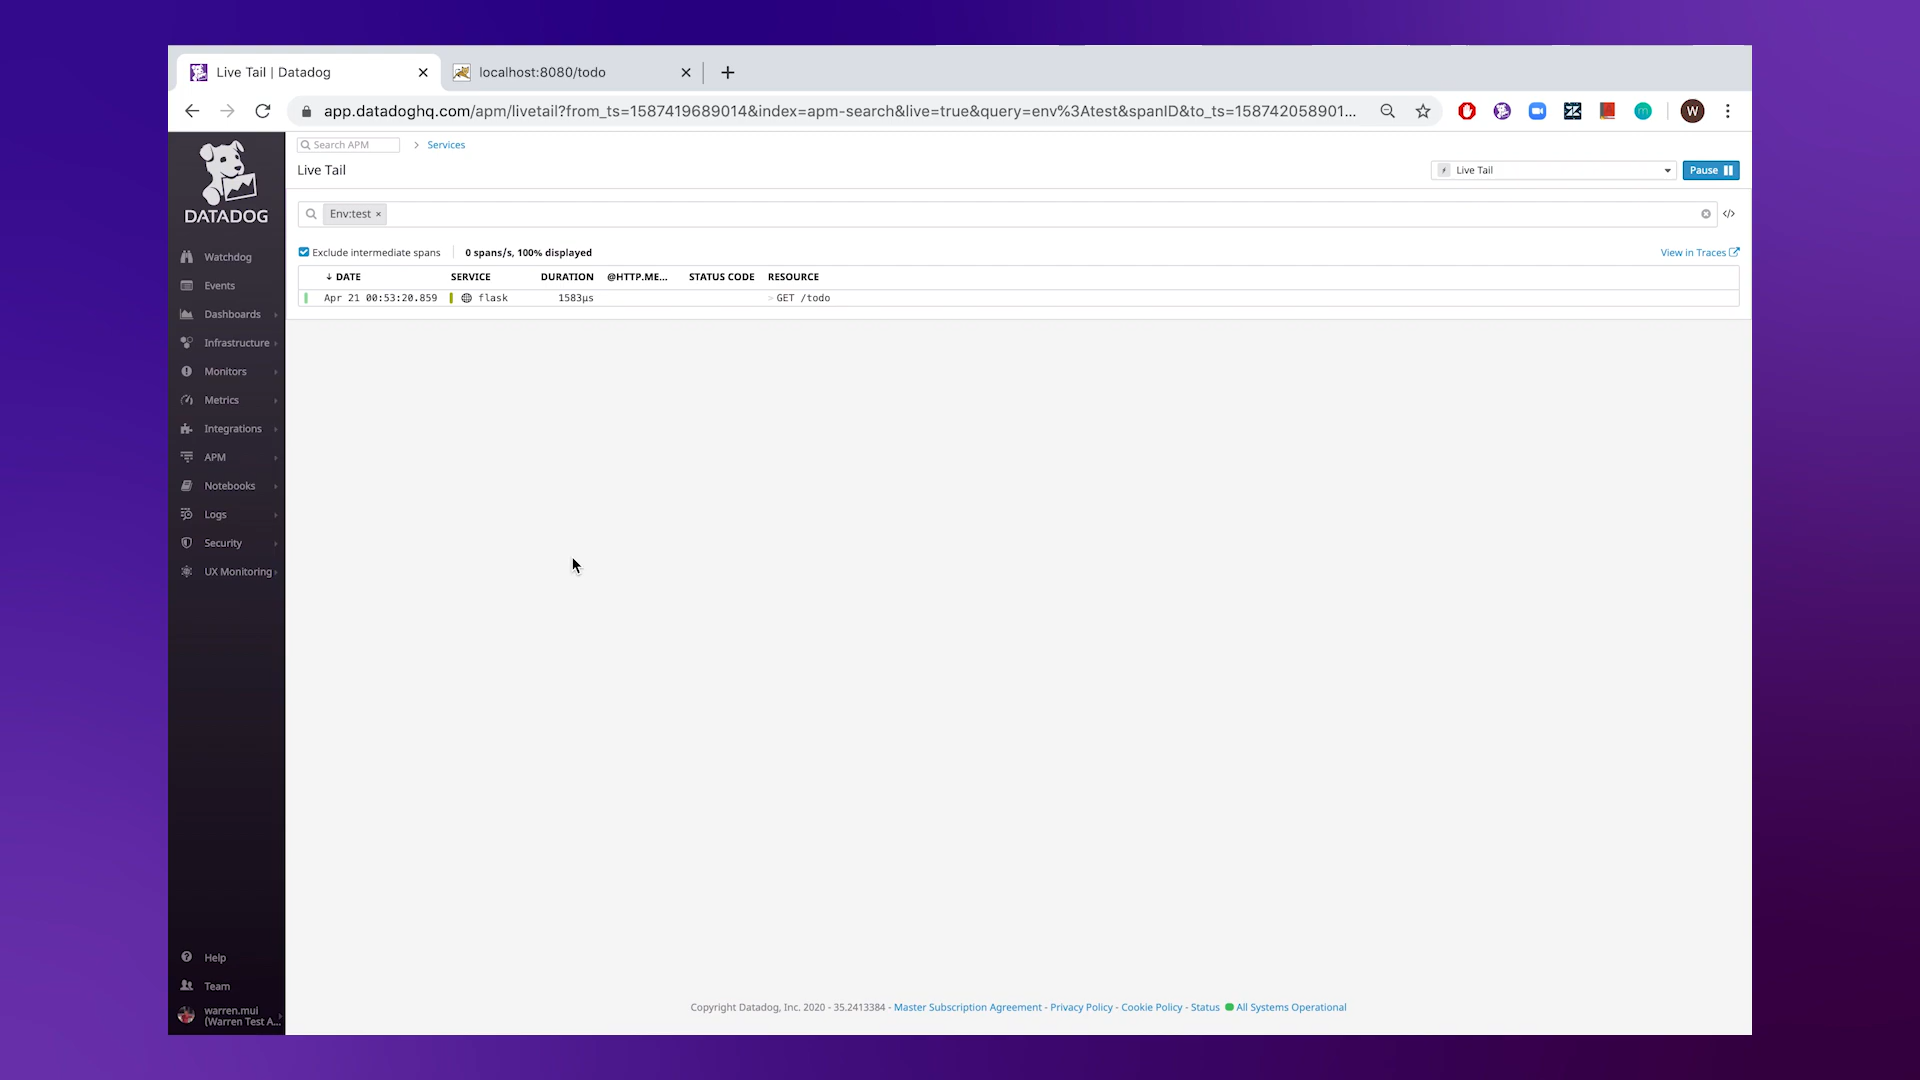 Live Tail | Datadog
localhost:8080/todo
app.datadoghq.com/apm/livetail?from_ts=1587419689014&index=apm-search&live=true&query=env%3Atest&spanID&to_ts=158742058901...
W
DATADOG
Watchdog
Events
Dashboards
Infrastructure
Monitors
Metrics
Integrations
APM
Notebooks
Logs
Security
UX Monitoring
Help
Team
warren.mui
(Warren Test A...
Search APM > Services
Live Tail
Live Tail
Pause
Env:test ×
</>
Exclude intermediate spans
0 spans/s, 100% displayed
View in Traces
↓ DATE SERVICE DURATION @HTTP.ME... STATUS CODE RESOURCE
Apr 21 00:53:20.859 flask 1583µs > GET /todo
Copyright Datadog, Inc. 2020 - 35.2413384 - Master Subscription Agreement - Privacy Policy - Cookie Policy - Status All Systems Operational